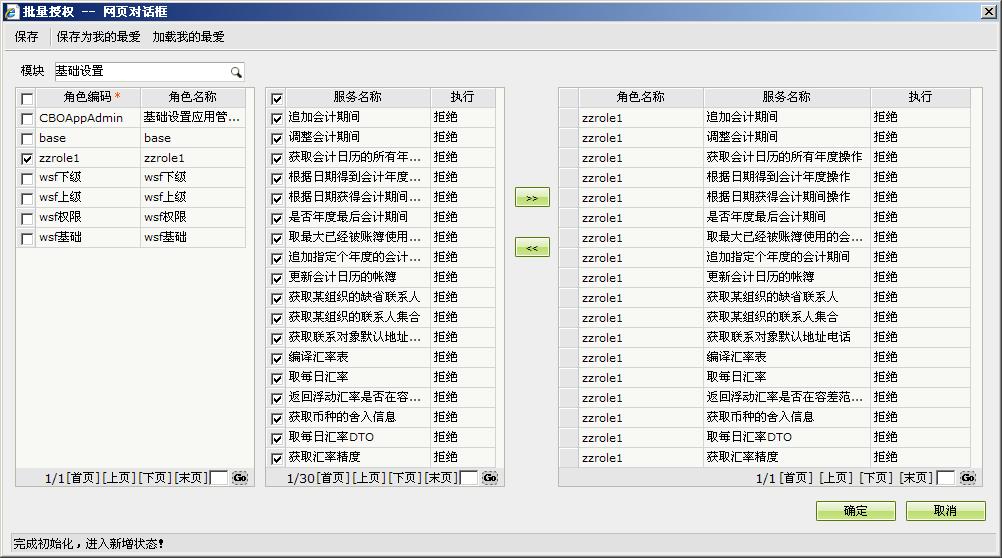 批量授权 -- 网页对话框
保存 保存为我的最爱 加载我的最爱
模块 基础设置
角色编码* 角色名称 服务名称 执行 角色名称 服务名称 执行
CBOAppAdmin 基础设置应用管... 追加会计期间 拒绝 zzrole1 追加会计期间 拒绝
base base 调整会计期间 拒绝 zzrole1 调整会计期间 拒绝
zzrole1 zzrole1 获取会计日历的所有年... 拒绝 zzrole1 获取会计日历的所有年度操作 拒绝
wsf下级 wsf下级 根据日期得到会计年度... 拒绝 zzrole1 根据日期得到会计年度操作 拒绝
wsf上级 wsf上级 根据日期获得会计期间... 拒绝 zzrole1 根据日期获得会计期间操作 拒绝
wsf权限 wsf权限 是否年度最后会计期间 拒绝 zzrole1 是否年度最后会计期间 拒绝
wsf基础 wsf基础 取最大已经被账簿使用... 拒绝 zzrole1 取最大已经被账簿使用的会... 拒绝
追加指定个年度的会计... 拒绝 zzrole1 追加指定个年度的会计期间 拒绝
更新会计日历的帐簿 拒绝 zzrole1 更新会计日历的帐簿 拒绝
获取某组织的缺省联系人 拒绝 zzrole1 获取某组织的缺省联系人 拒绝
获取某组织的联系人集合 拒绝 zzrole1 获取某组织的联系人集合 拒绝
获取联系对象默认地址... 拒绝 zzrole1 获取联系对象默认地址电话 拒绝
编译汇率表 拒绝 zzrole1 编译汇率表 拒绝
取每日汇率 拒绝 zzrole1 取每日汇率 拒绝
返回浮动汇率是否在容... 拒绝 zzrole1 返回浮动汇率是否在容差范... 拒绝
获取币种的舍入信息 拒绝 zzrole1 获取币种的舍入信息 拒绝
取每日汇率DTO 拒绝 zzrole1 取每日汇率DTO 拒绝
获取汇率精度 拒绝 zzrole1 获取汇率精度 拒绝
>>
<<
1/1[首页][上页][下页][末页] Go 1/30[首页][上页][下页][末页] Go 1/1 [首页] [上页] [下页] [末页] Go
确定 取消
完成初始化，进入新增状态!